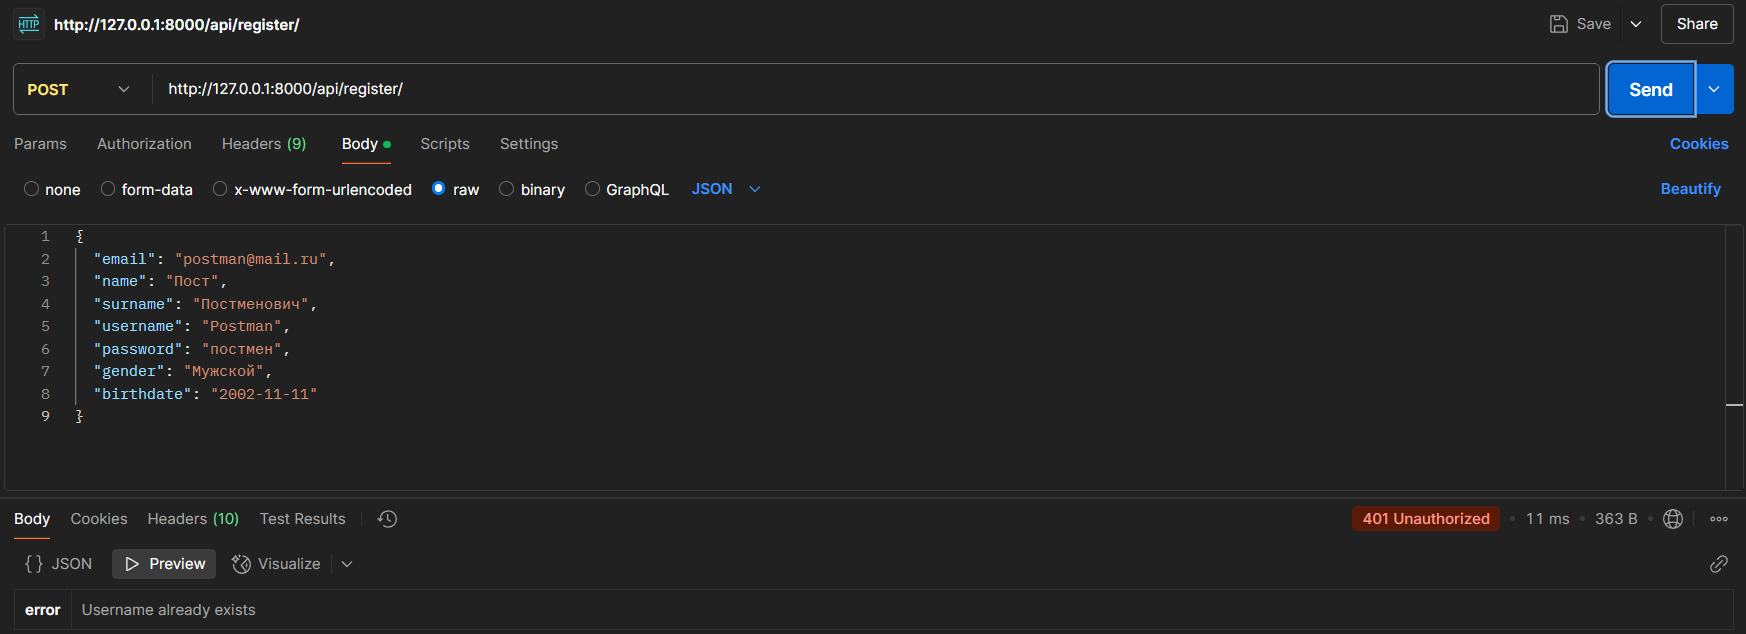 HTTP http://127.0.0.1:8000/api/register/ Save Share
POST http://127.0.0.1:8000/api/register/ Send
Params Authorization Headers (9) Body Scripts Settings Cookies
none form-data x-www-form-urlencoded raw binary GraphQL JSON Beautify
1 {
2 "email": "postman@mail.ru",
3 "name": "Пост",
4 "surname": "Постменович",
5 "username": "Postman",
6 "password": "постмен",
7 "gender": "Мужской",
8 "birthdate": "2002-11-11"
9 }
Body Cookies Headers (10) Test Results 401 Unauthorized 11 ms 363 B
{} JSON Preview Visualize
error Username already exists